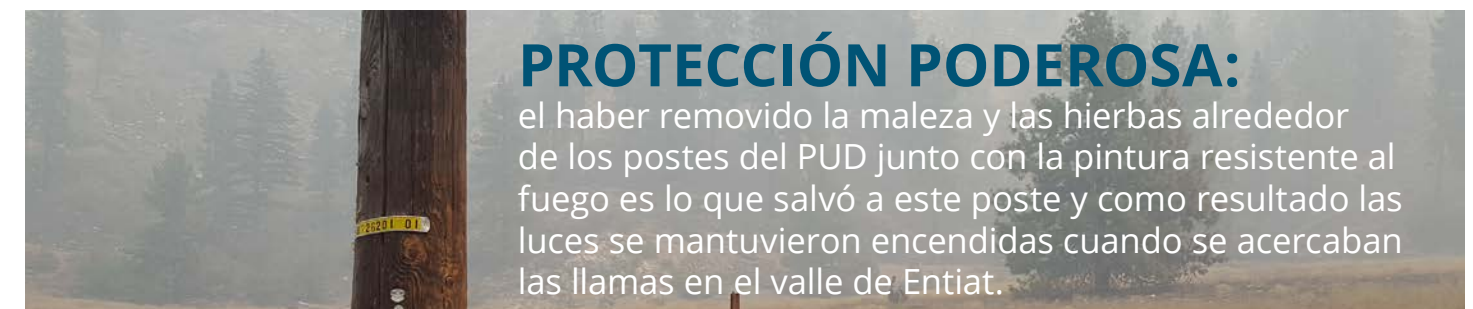 PROTECCIÓN PODEROSA:
el haber removido la maleza y las hierbas alrededor
de los postes del PUD junto con la pintura resistente al
fuego es lo que salvó a este poste y como resultado las
luces se mantuvieron encendidas cuando se acercaban
las llamas en el valle de Entiat.
26201 01